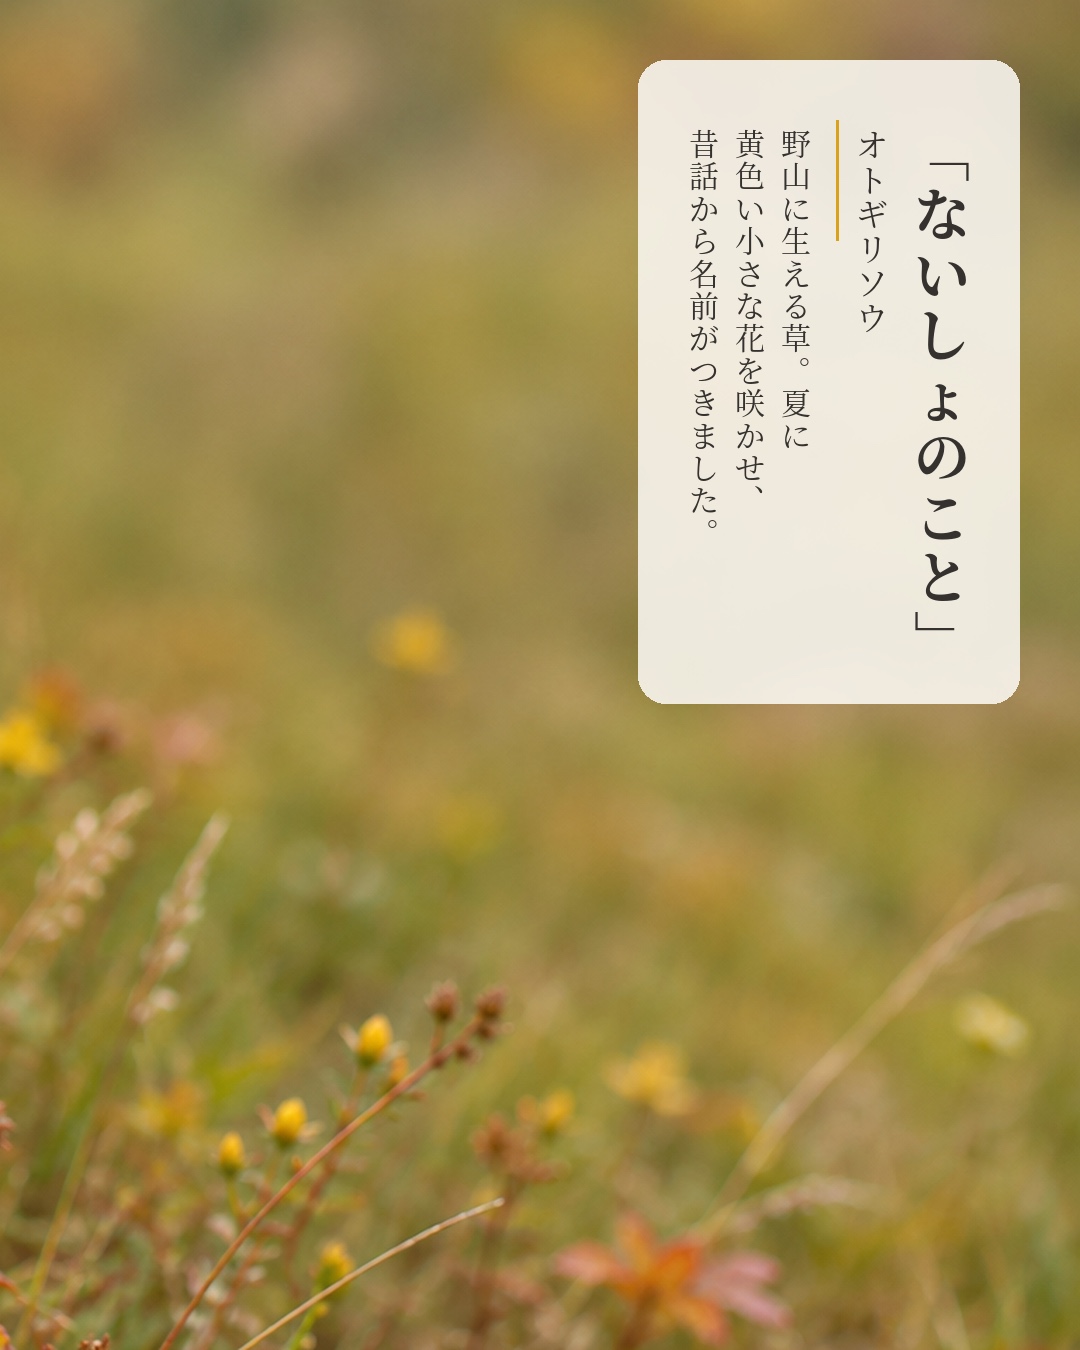 「ないしょのこと」
オトギリソウ
野山に生える草。夏に
黄色い小さな花を咲かせ、
昔話から名前がつきました。